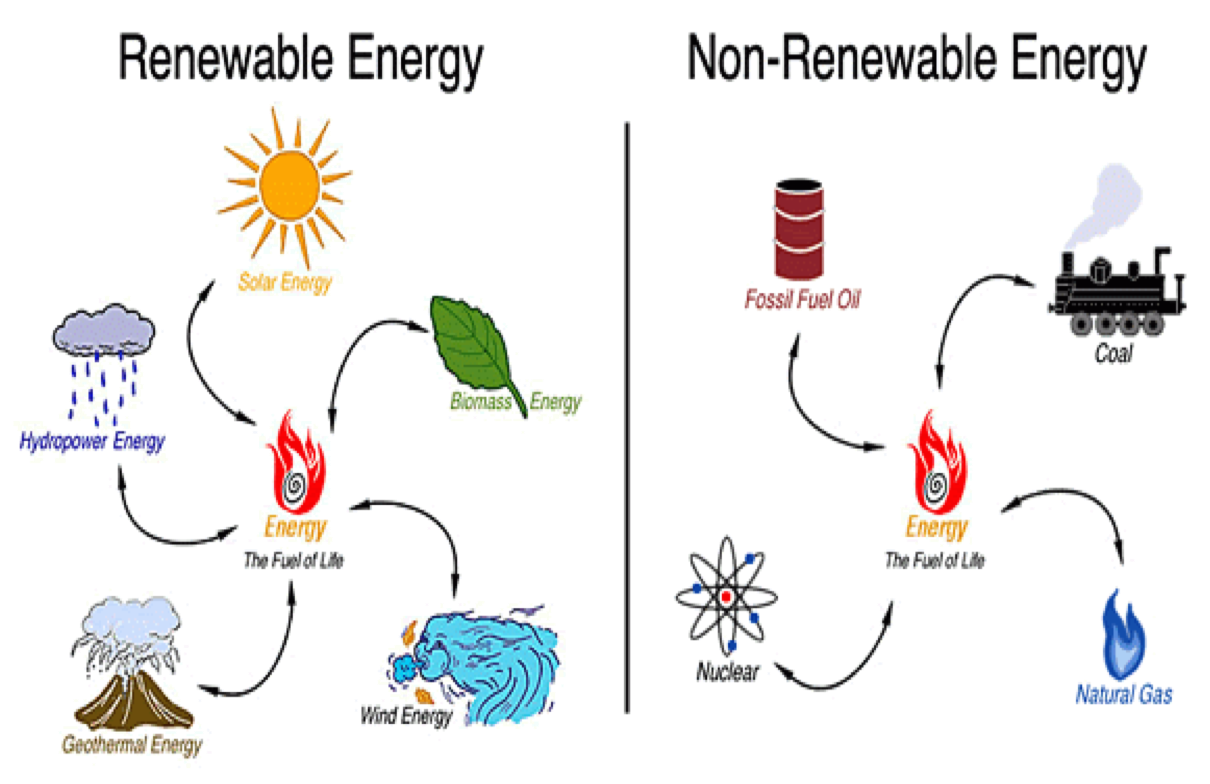 Renewable Energy
Solar Energy
Biomass Energy
Hydropower Energy
Energy
The Fuel of Life
Wind Energy
Geothermal Energy
Non-Renewable Energy
Fossil Fuel Oil
Coal
Energy
The Fuel of Life
Nuclear
Natural Gas